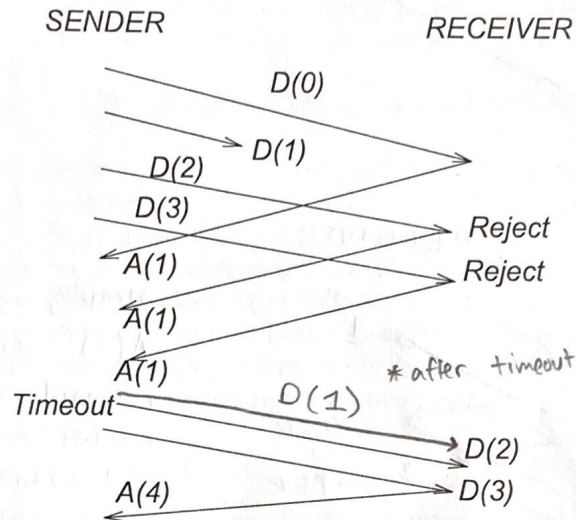 SENDER RECEIVER
D(0)
D(1)
D(2)
D(3)
Reject
A(1)
Reject
A(1)
A(1)
* after timeout
Timeout
D(1)
D(2)
D(3)
A(4)